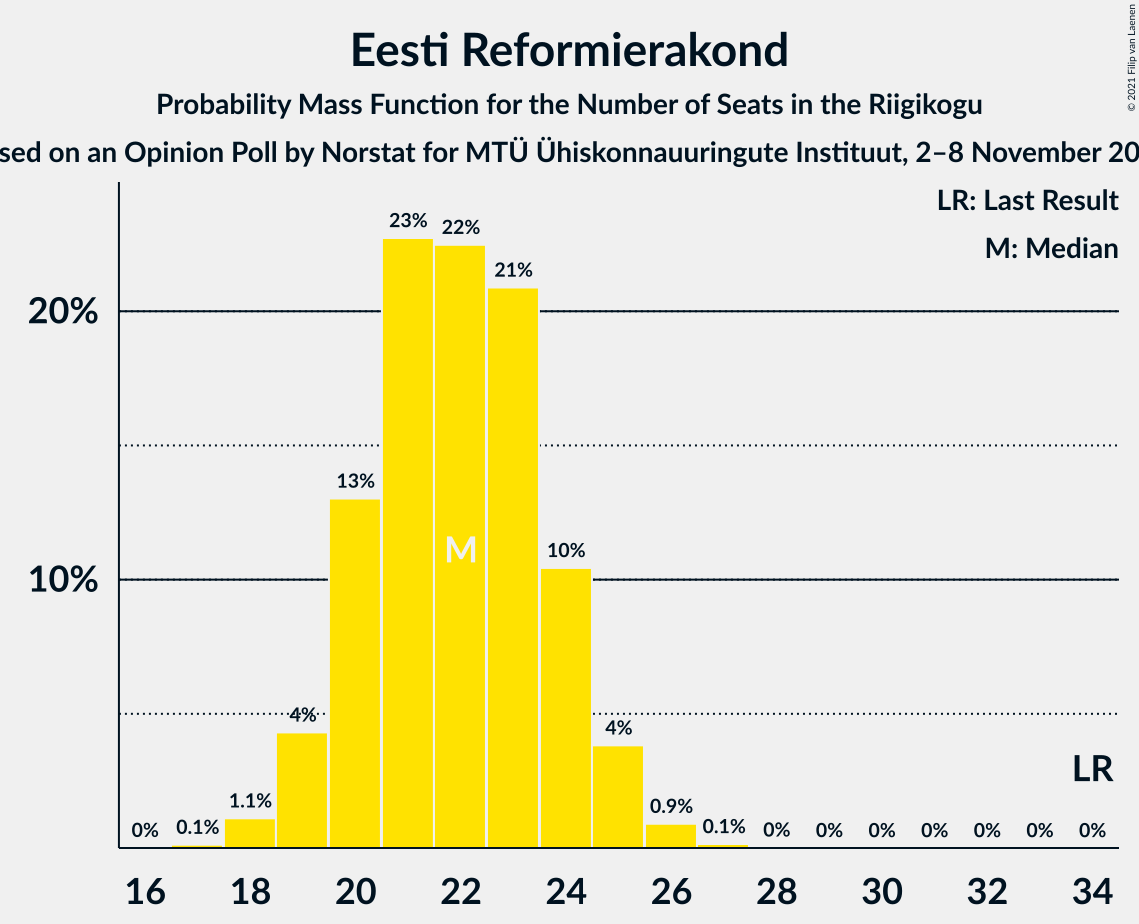 Eesti Reformierakond
Probability Mass Function for the Number of Seats in the Riigikogu
sed on an Opinion Poll by Norstat for MTÜ Ühiskonnauuringute Instituut, 2–8 November 20
© 2021 Filip van Laenen
LR: Last Result
M: Median
23% 22% 21%
20%
13%
M
10%
10%
4% 4%
LR
1.1% 0.9%
0% 0.1% 0.1% 0% 0% 0% 0% 0% 0% 0%
16 18 20 22 24 26 28 30 32 34